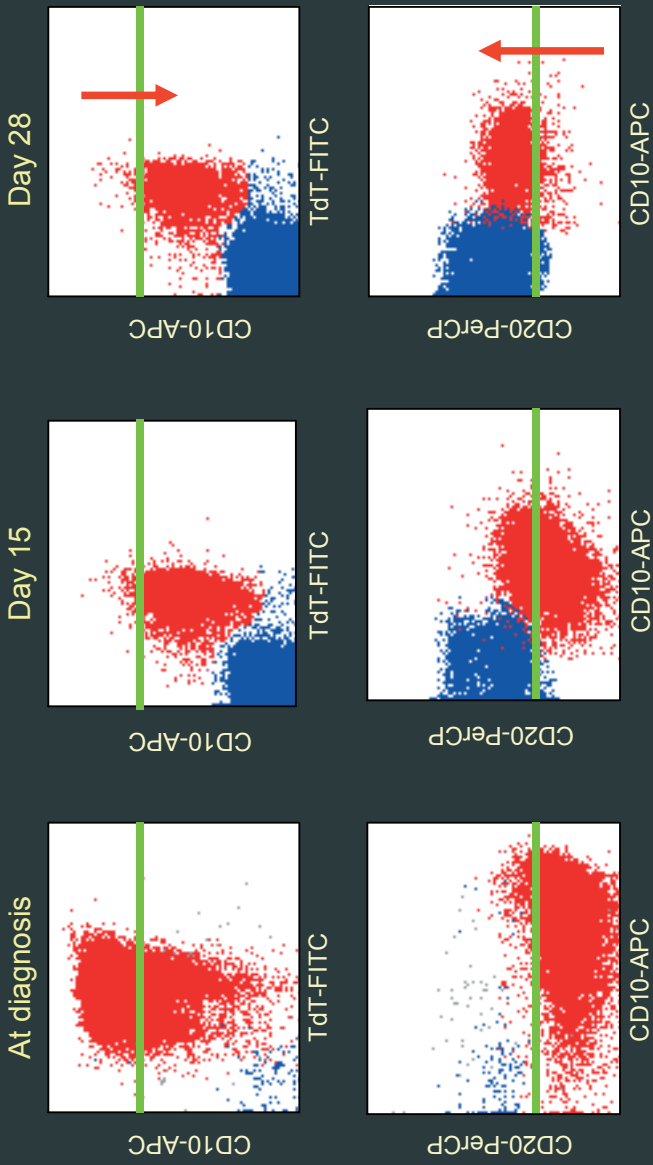 At diagnosis
Day 15
Day 28
CD10-APC
TdT-FITC
CD10-APC
TdT-FITC
CD10-APC
TdT-FITC
CD20-PerCP
CD10-APC
CD20-PerCP
CD10-APC
CD20-PerCP
CD10-APC